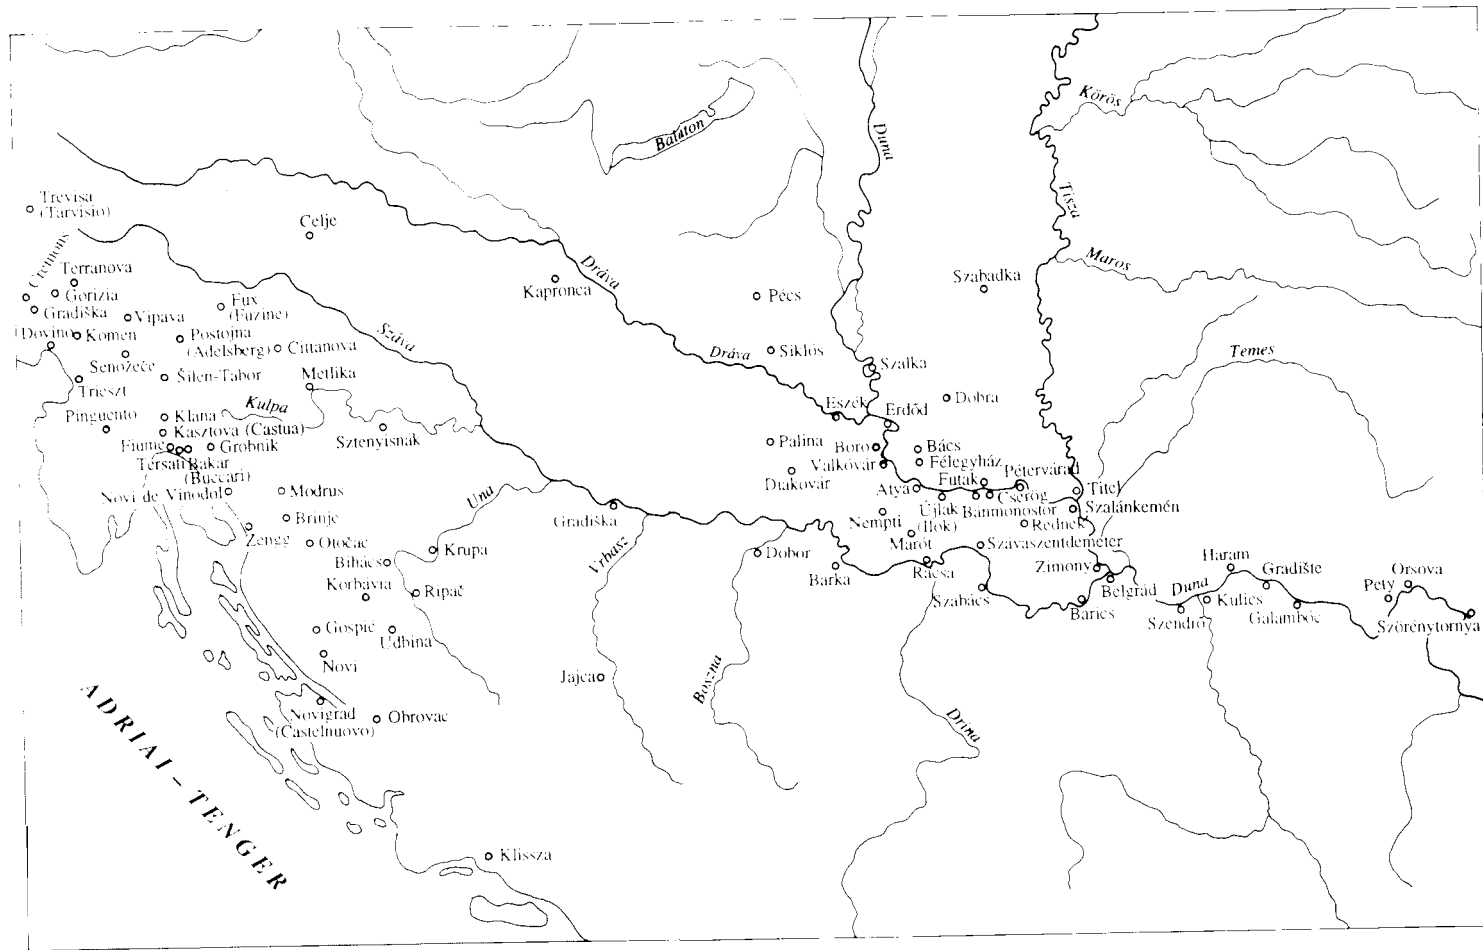 Körös
Balaton
Duna
Trevisa
(Tarvisio)
Tisza
Celje
Cremons
Maros
Terranova
Dráva
Szabadka
Gorizia
Kapronca
Pécs
Fux
(Fuzine)
Gradiška
Vipava
Száva
Dovino
Komen
Postojna
(Adelsberg)
Cittanova
Dráva
Siklós
Temes
Senožeče
Szalka
Trieszt
Šilen-Tabor
Metlika
Dobra
Kulpa
Pinguento
Klana
Eszék
Erdőd
Kasztova (Castua)
Sztenyisnák
Palina
Fiume
Grobnik
Boro
Bács
Tersatt
Bakar
(Buccari)
Valkóvár
Félegyház
Diakovár
Futak
Pétervárad
Novi de Vinodol
Modrus
Una
Atya
Cserög
Titel
Gradiška
Újlak
(Ilok)
Bánmonostor
Szalánkemén
Brinje
Nempti
Rednek
Zengg
Otočac
Marót
Szávaszentdemeter
Bihács
Krupa
Vrbasz
Dobor
Barka
Rácsa
Zimony
Haram
Gradište
Orsova
Korbavia
Ripač
Szabács
Belgrád
Duna
Pety
Barics
Szendrő
Kulics
Galambóc
Szörénytornya
Gospić
Udbina
Novi
Jajca
Boszna
Drina
Novigrad
(Castelnuovo)
Obrovac
ADRIAI-TENGER
Klissza